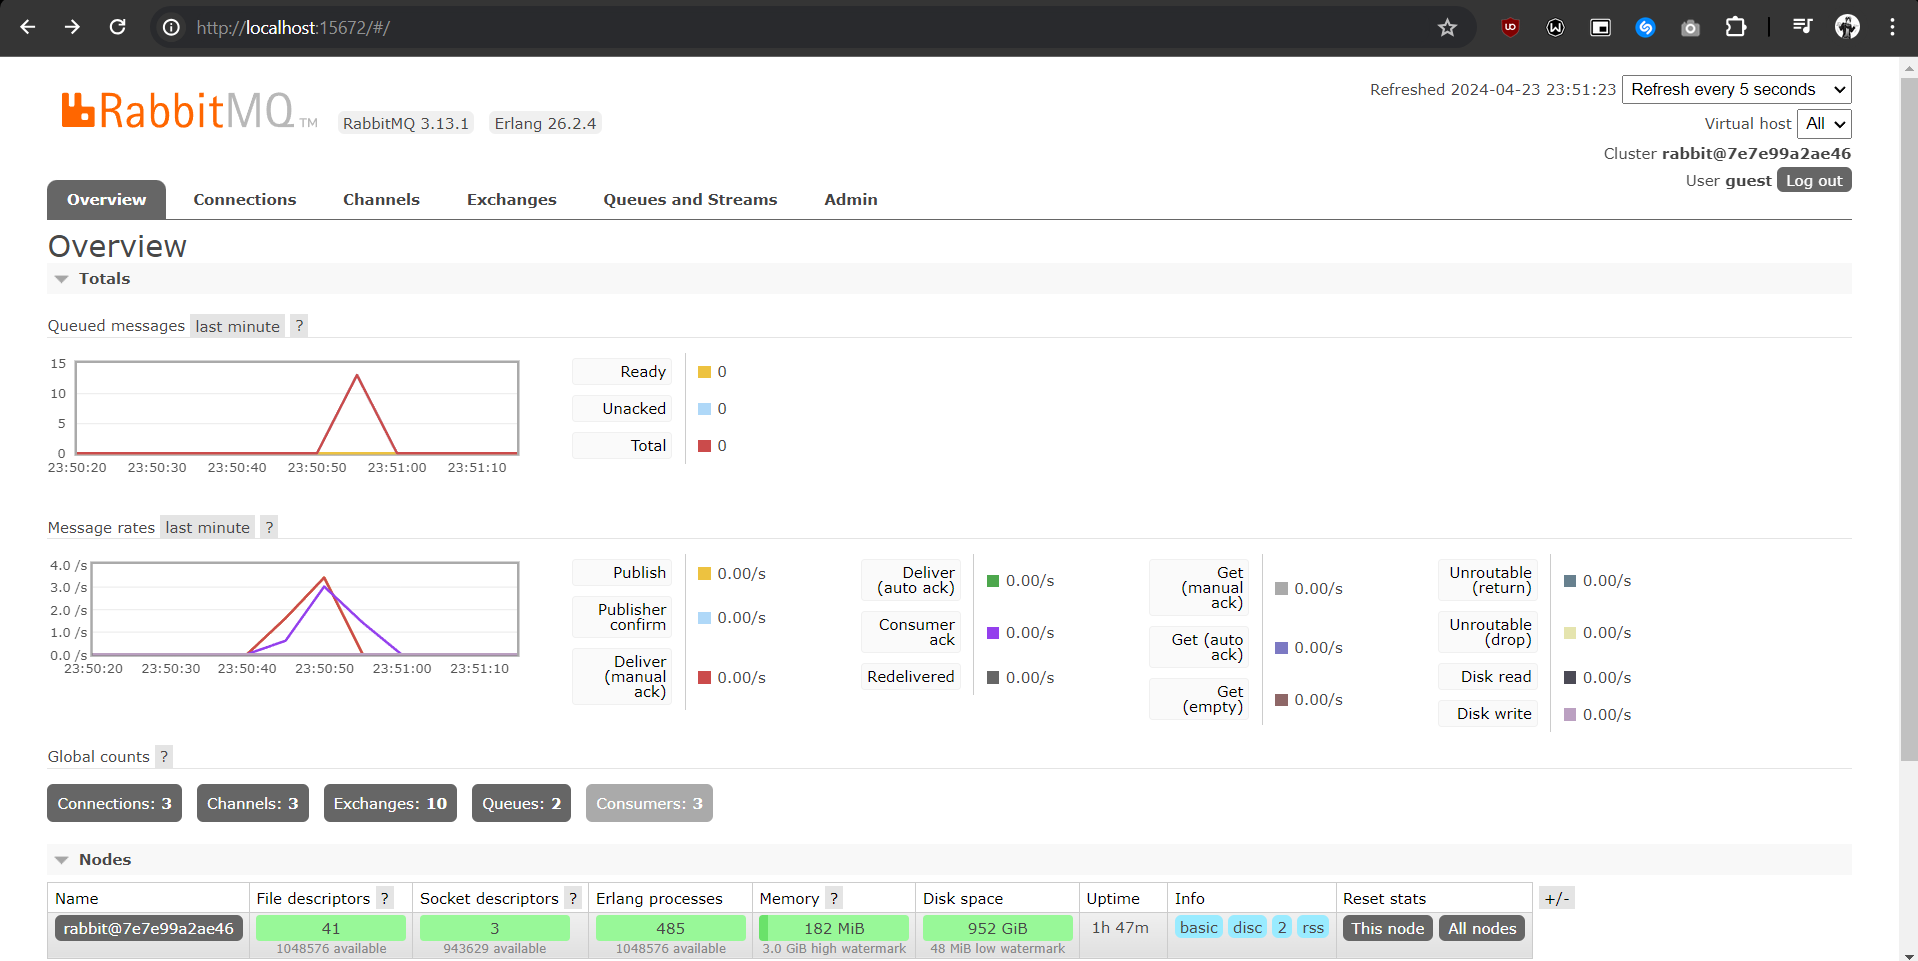 http://localhost:15672/#/
RabbitMQ TM RabbitMQ 3.13.1 Erlang 26.2.4
Refreshed 2024-04-23 23:51:23 Refresh every 5 seconds
Virtual host All
Cluster rabbit@7e7e99a2ae46
User guest Log out
Overview Connections Channels Exchanges Queues and Streams Admin
Overview
Totals
Queued messages last minute ?
15
10
5
0
23:50:20 23:50:30 23:50:40 23:50:50 23:51:00 23:51:10
Ready 0
Unacked 0
Total 0
Message rates last minute ?
4.0 /s
3.0 /s
2.0 /s
1.0 /s
0.0 /s
23:50:20 23:50:30 23:50:40 23:50:50 23:51:00 23:51:10
Publish 0.00/s
Publisher
confirm 0.00/s
Deliver
(manual
ack) 0.00/s
Deliver
(auto ack) 0.00/s
Consumer
ack 0.00/s
Redelivered 0.00/s
Get
(manual
ack) 0.00/s
Get (auto
ack) 0.00/s
Get
(empty) 0.00/s
Unroutable
(return) 0.00/s
Unroutable
(drop) 0.00/s
Disk read 0.00/s
Disk write 0.00/s
Global counts ?
Connections: 3 Channels: 3 Exchanges: 10 Queues: 2 Consumers: 3
Nodes
Name File descriptors ? Socket descriptors ? Erlang processes Memory ? Disk space Uptime Info Reset stats +/-
rabbit@7e7e99a2ae46 41 3 485 182 MiB 952 GiB 1h 47m basic disc 2 rss This node All nodes
1048576 available 943629 available 1048576 available 3.0 GiB high watermark 48 MiB low watermark